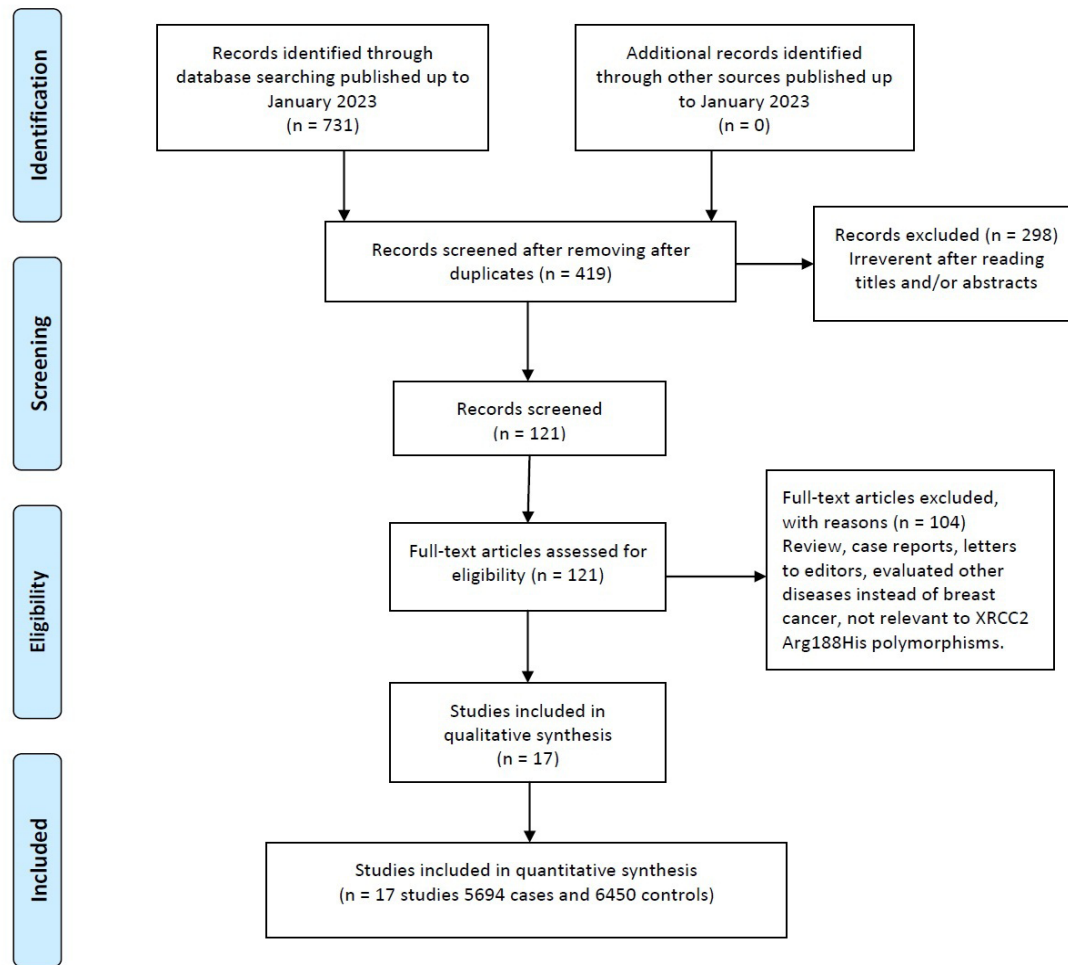 Identification
Records identified through
database searching published up to
January 2023
(n = 731)
Additional records identified
through other sources published up
to January 2023
(n = 0)
Records screened after removing after
duplicates (n = 419)
Records excluded (n = 298)
Irreverent after reading
titles and/or abstracts
Screening
Records screened
(n = 121)
Eligibility
Full-text articles assessed for
eligibility (n = 121)
Full-text articles excluded,
with reasons (n = 104)
Review, case reports, letters
to editors, evaluated other
diseases instead of breast
cancer, not relevant to XRCC2
Arg188His polymorphisms.
Studies included in
qualitative synthesis
(n = 17)
Included
Studies included in quantitative synthesis
(n = 17 studies 5694 cases and 6450 controls)